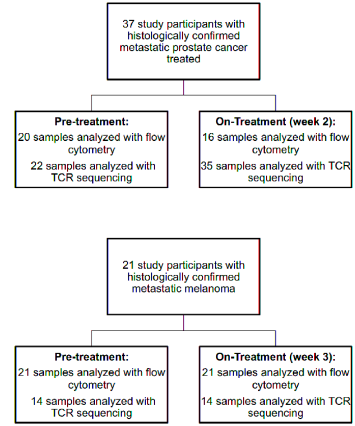 37 study participants with
histologically confirmed
metastatic prostate cancer
treated
Pre-treatment:
20 samples analyzed with flow
cytometry
22 samples analyzed with
TCR sequencing
On-Treatment (week 2):
16 samples analyzed with flow
cytometry
35 samples analyzed with TCR
sequencing
21 study participants with
histologically confirmed
metastatic melanoma
Pre-treatment:
21 samples analyzed with flow
cytometry
14 samples analyzed with
TCR sequencing
On-Treatment (week 3):
21 samples analyzed with flow
cytometry
14 samples analyzed with TCR
sequencing